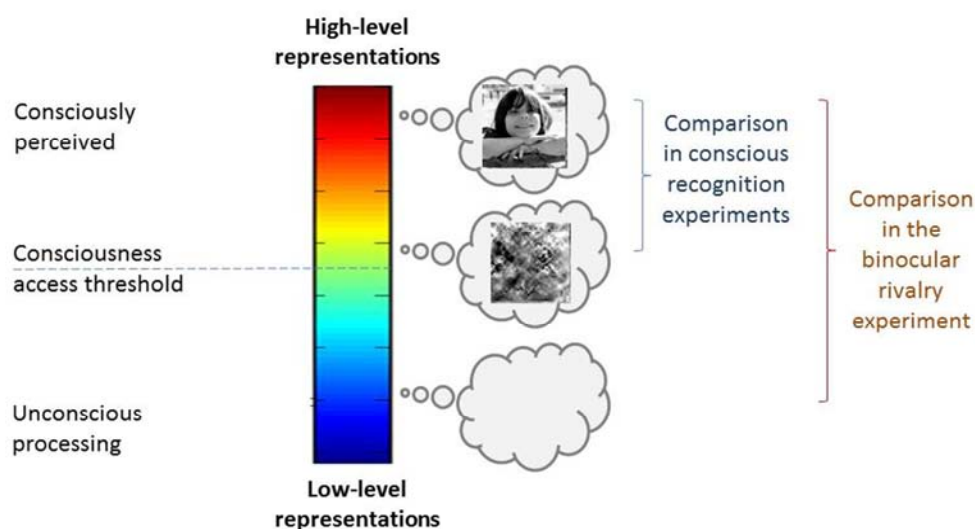 High-level
representations
Consciously
perceived
Comparison
in conscious
recognition
experiments
Comparison
in the
binocular
rivalry
experiment
Consciousness
access threshold
Unconscious
processing
Low-level
representations